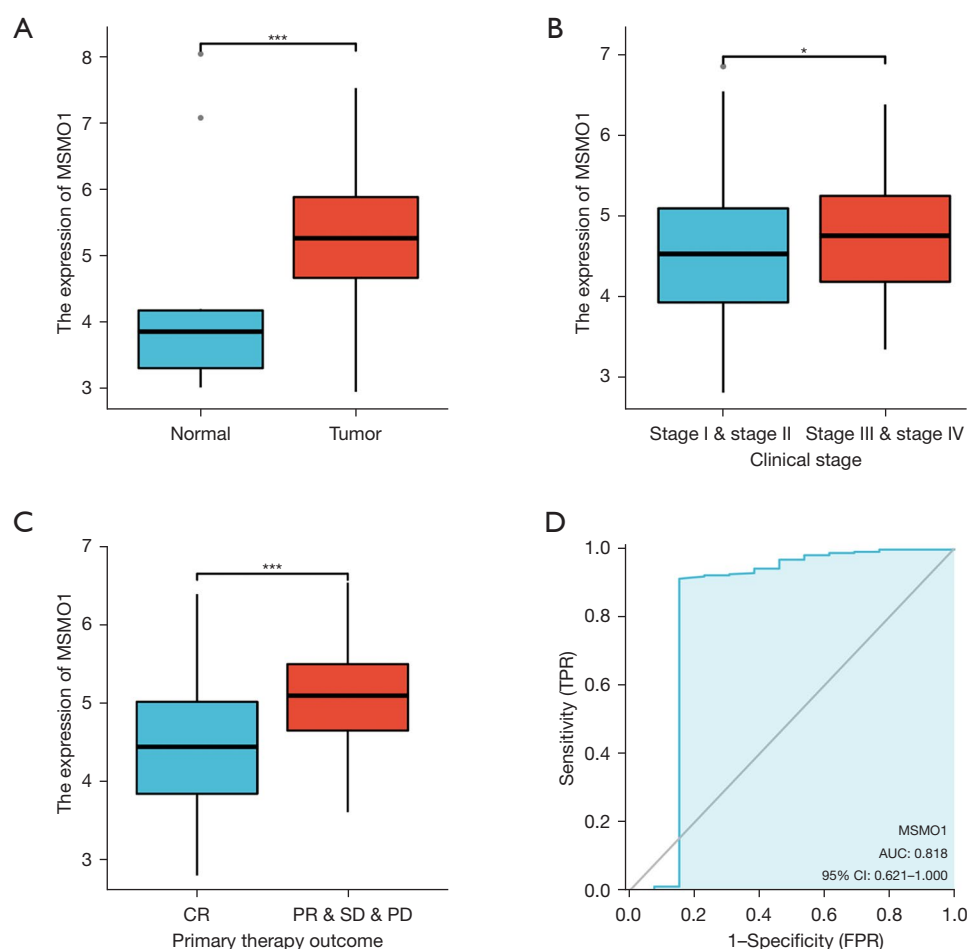 A
The expression of MSMO1
8
7
6
5
4
3
***
Normal
Tumor
B
The expression of MSMO1
7
6
5
4
3
*
Stage I & stage II
Stage III & stage IV
Clinical stage
C
The expression of MSMO1
7
6
5
4
3
***
CR
PR & SD & PD
Primary therapy outcome
D
Sensitivity (TPR)
1.0
0.8
0.6
0.4
0.2
0.0
MSMO1
AUC: 0.818
95% CI: 0.621–1.000
0.0
0.2
0.4
0.6
0.8
1.0
1–Specificity (FPR)